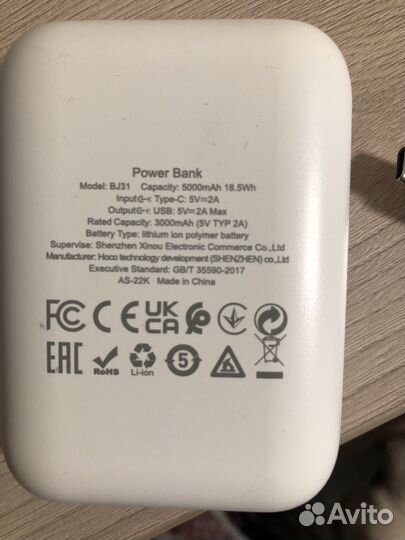 Power Bank
Model: BJ31 Capacity: 5000mAh 18.5Wh
Input: Type-C: 5V⎓2A
Output: USB: 5V⎓2A Max
Rated Capacity: 3000mAh (5V TYP 2A)
Battery Type: lithium ion polymer battery
Supervise: Shenzhen Xinou Electronic Commerce Co.,Ltd
Manufacturer: Hoco technology development (SHENZHEN) co.,Ltd
Executive Standard: GB/T 35590-2017
AS-22K Made in China
FC CE UK CA
EAC RoHS Li-ion 5 6
Avito